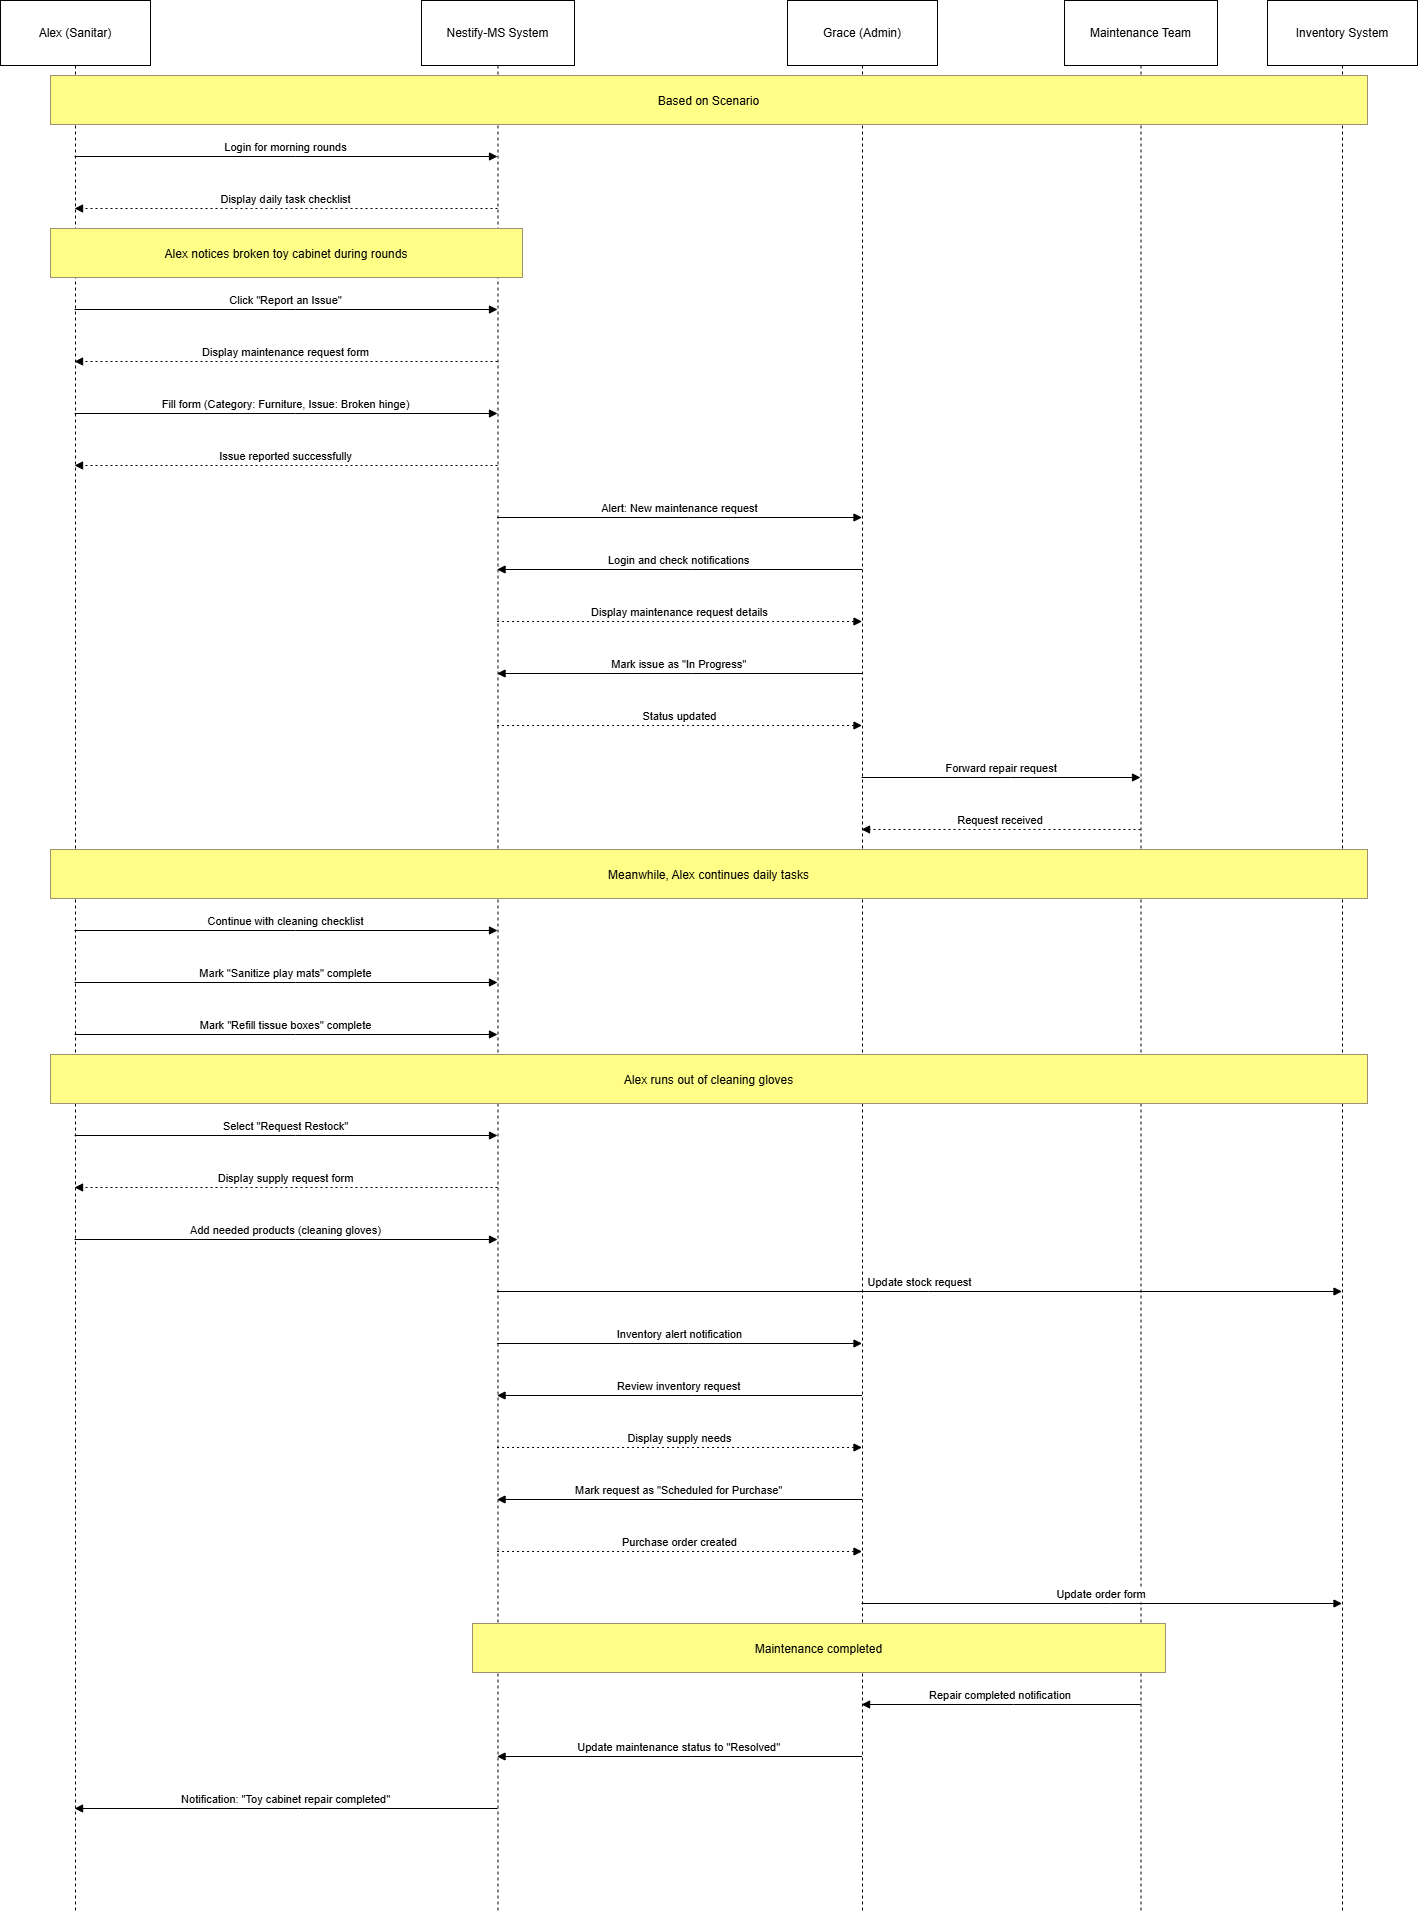 Alex (Sanitar)
Nestify-MS System
Grace (Admin)
Maintenance Team
Inventory System
Based on Scenario
Login for morning rounds
Display daily task checklist
Alex notices broken toy cabinet during rounds
Click "Report an Issue"
Display maintenance request form
Fill form (Category: Furniture, Issue: Broken hinge)
Issue reported successfully
Alert: New maintenance request
Login and check notifications
Display maintenance request details
Mark issue as "In Progress"
Status updated
Forward repair request
Request received
Meanwhile, Alex continues daily tasks
Continue with cleaning checklist
Mark "Sanitize play mats" complete
Mark "Refill tissue boxes" complete
Alex runs out of cleaning gloves
Select "Request Restock"
Display supply request form
Add needed products (cleaning gloves)
Update stock request
Inventory alert notification
Review inventory request
Display supply needs
Mark request as "Scheduled for Purchase"
Purchase order created
Update order form
Maintenance completed
Repair completed notification
Update maintenance status to "Resolved"
Notification: "Toy cabinet repair completed"